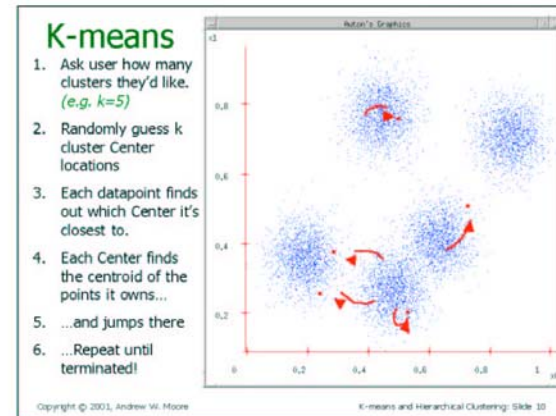 K-means
1. Ask user how many
clusters they'd like.
(e.g. k=5)
2. Randomly guess k
cluster Center
locations
3. Each datapoint finds
out which Center it's
closest to.
4. Each Center finds
the centroid of the
points it owns...
5. ...and jumps there
6. ...Repeat until
terminated!
Auton's Graphics
0,8
0,6
0,4
0,2
0 0,2 0,4 0,6 0,8 1
Copyright © 2001, Andrew W. Moore
K-means and Hierarchical Clustering: Slide 10